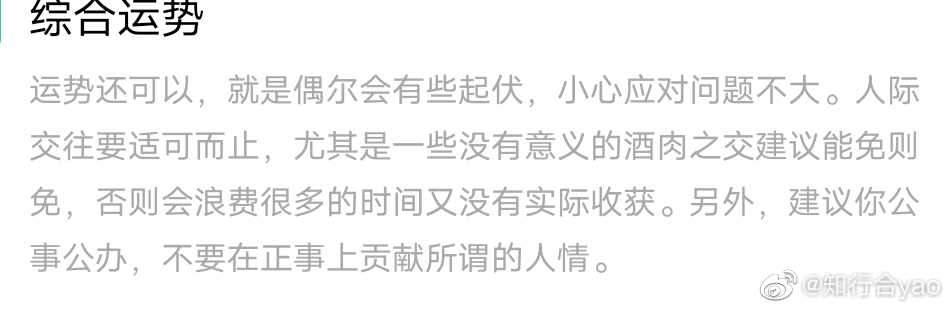 综合运势
运势还可以，就是偶尔会有些起伏，小心应对问题不大。人际
交往要适可而止，尤其是一些没有意义的酒肉之交建议能免则
免，否则会浪费很多的时间又没有实际收获。另外，建议你公
事公办，不要在正事上贡献所谓的人情。
@知行合yao